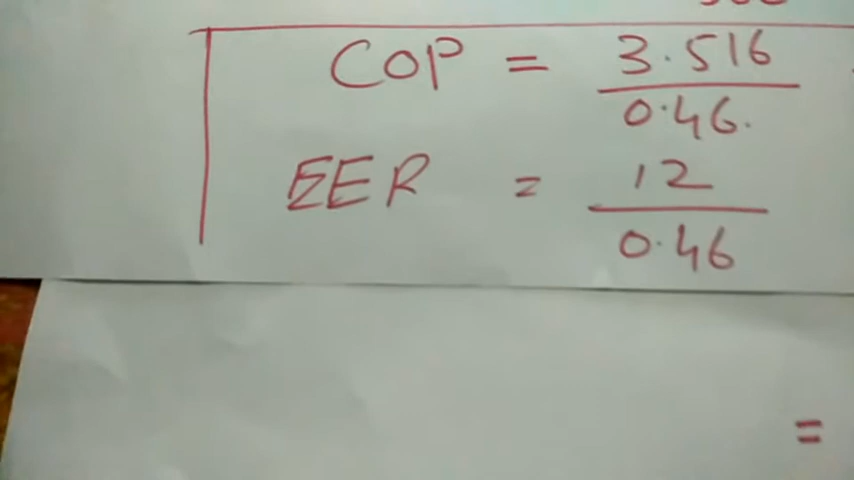 COP = 3.516 / 0.46.
EER = 12 / 0.46
=